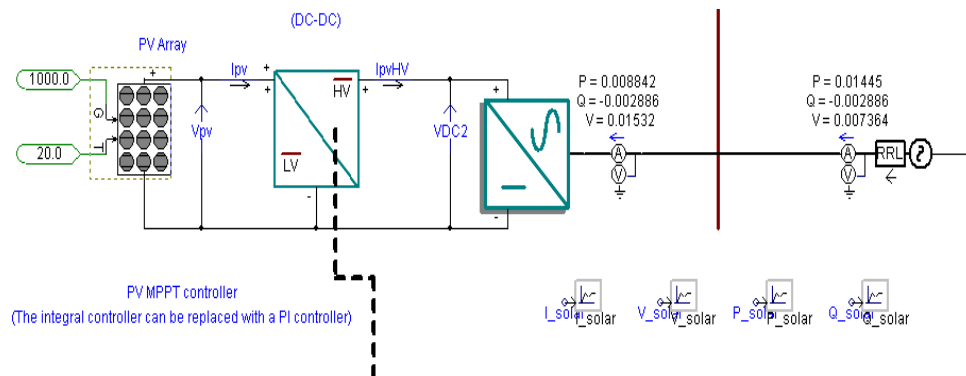 (DC-DC)
PV Array
Ipv
IpvHV
1000.0
G
T
20.0
Vpv
HV
LV
VDC2
P = 0.008842
Q = -0.002886
V = 0.01532
P = 0.01445
Q = -0.002886
V = 0.007364
A
V
A
V
RRL
PV MPPT controller
(The integral controller can be replaced with a PI controller)
I_solar
I_solar
V_solar
V_solar
P_solar
P_solar
Q_solar
Q_solar